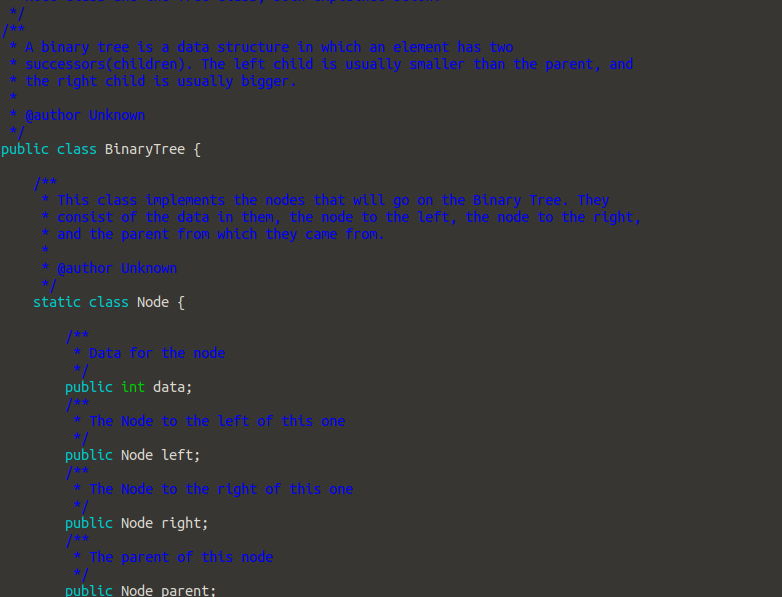 */
/**
 * A binary tree is a data structure in which an element has two
 * successors(children). The left child is usually smaller than the parent, and
 * the right child is usually bigger.
 *
 * @author Unknown
 */
public class BinaryTree {
/**
 * This class implements the nodes that will go on the Binary Tree. They
 * consist of the data in them, the node to the left, the node to the right,
 * and the parent from which they came from.
 *
 * @author Unknown
 */
static class Node {
/**
 * Data for the node
 */
public int data;
/**
 * The Node to the left of this one
 */
public Node left;
/**
 * The Node to the right of this one
 */
public Node right;
/**
 * The parent of this node
 */
public Node parent;